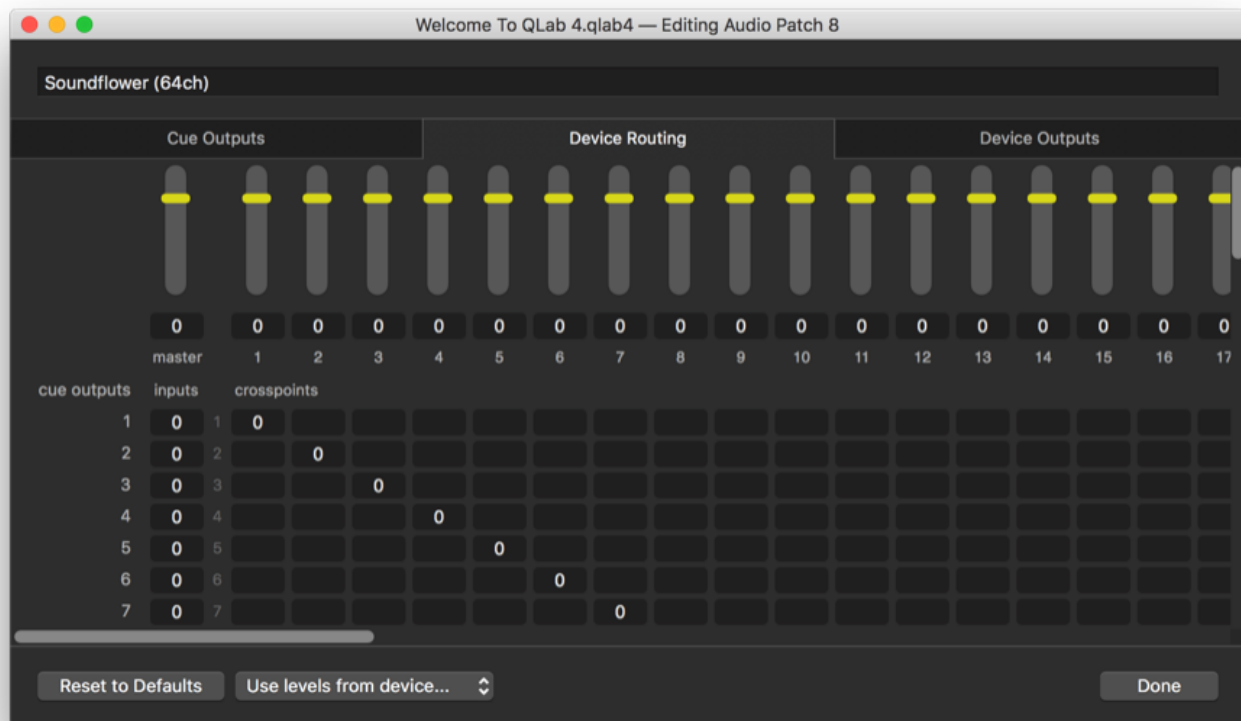 Welcome To QLab 4.qlab4 — Editing Audio Patch 8
Soundflower (64ch)
Cue Outputs Device Routing Device Outputs
0 0 0 0 0 0 0 0 0 0 0 0 0 0 0 0 0 0
master 1 2 3 4 5 6 7 8 9 10 11 12 13 14 15 16 17
cue outputs inputs crosspoints
1 0 1 0
2 0 2 0
3 0 3 0
4 0 4 0
5 0 5 0
6 0 6 0
7 0 7 0
Reset to Defaults Use levels from device... Done